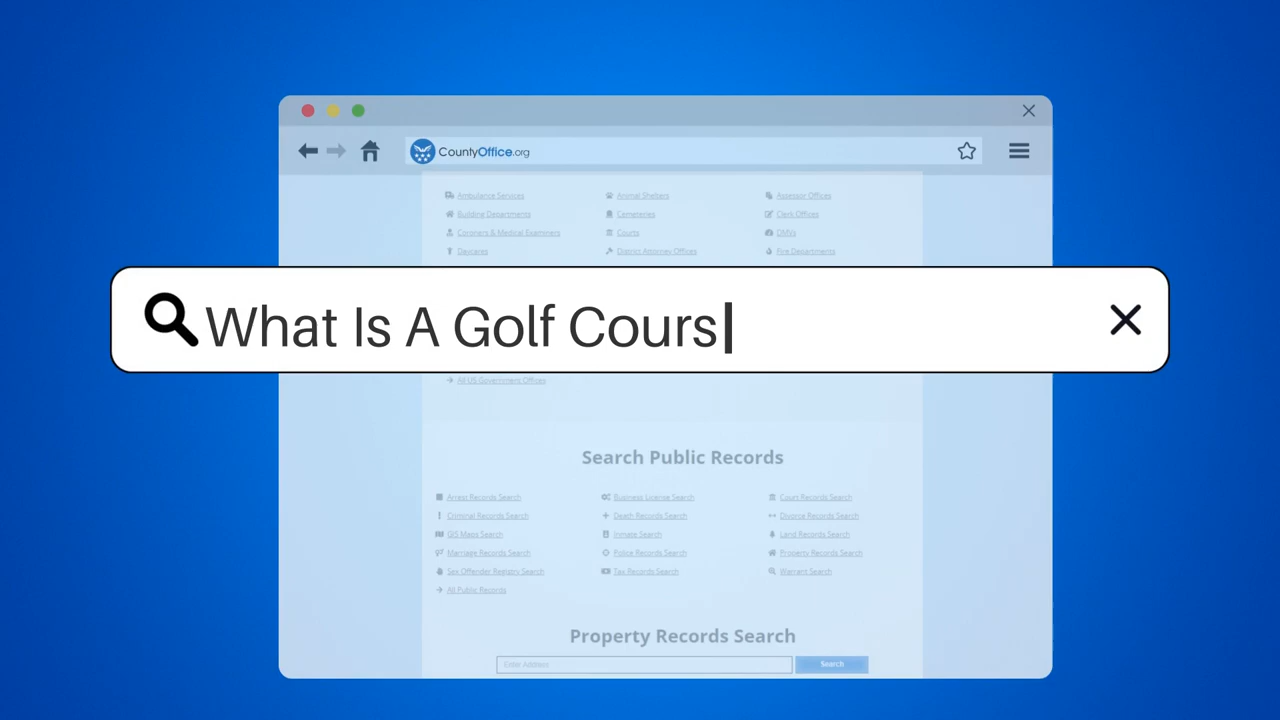 CountyOffice.org
Ambulance Services Animal Shelters Assessor Offices
Building Departments Cemeteries Clerk Offices
Coroners & Medical Examiners Courts DMVs
Daycares District Attorney Offices Fire Departments
What Is A Golf Cours
All US Government Offices
Search Public Records
Arrest Records Search Business License Search Court Records Search
Criminal Records Search Death Records Search Divorce Records Search
GIS Maps Search Inmate Search Land Records Search
Marriage Records Search Police Records Search Property Records Search
Sex Offender Registry Search Tax Records Search Warrant Search
All Public Records
Property Records Search
Enter Address Search